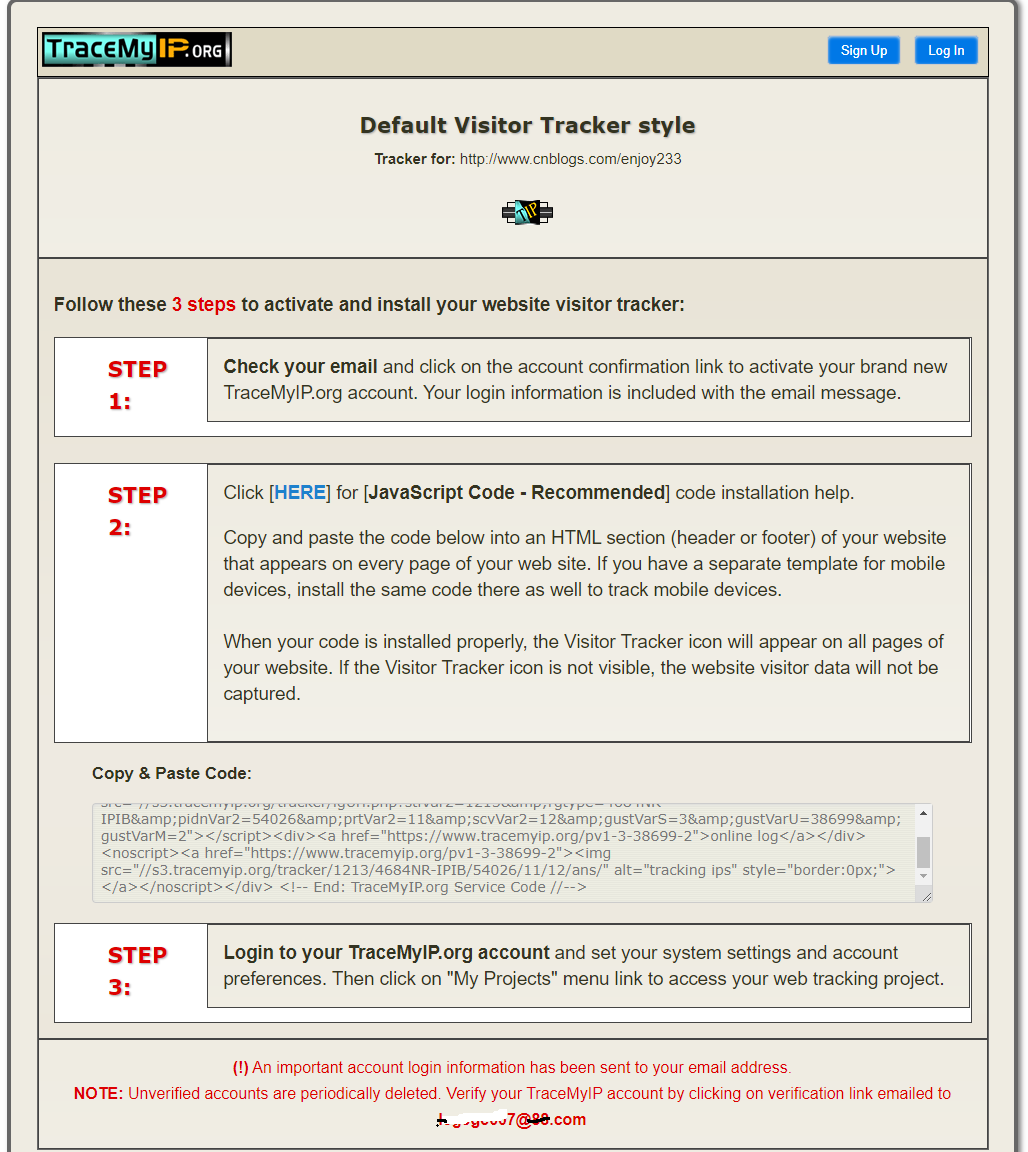 TraceMyIP.ORG
Sign Up
Log In
Default Visitor Tracker style
Tracker for: http://www.cnblogs.com/enjoy233
TIP
Follow these 3 steps to activate and install your website visitor tracker:
STEP
1:
Check your email and click on the account confirmation link to activate your brand new
TraceMyIP.org account. Your login information is included with the email message.
STEP
2:
Click [HERE] for [JavaScript Code - Recommended] code installation help.
Copy and paste the code below into an HTML section (header or footer) of your website
that appears on every page of your web site. If you have a separate template for mobile
devices, install the same code there as well to track mobile devices.
When your code is installed properly, the Visitor Tracker icon will appear on all pages of
your website. If the Visitor Tracker icon is not visible, the website visitor data will not be
captured.
Copy & Paste Code:
IPIB&amp;pidnVar2=54026&amp;prtVar2=11&amp;scvVar2=12&amp;gustVarS=3&amp;gustVarU=38699&amp;
gustVarM=2"></script><div><a href="https://www.tracemyip.org/pv1-3-38699-2">online log</a></div>
<noscript><a href="https://www.tracemyip.org/pv1-3-38699-2"><img
src="//s3.tracemyip.org/tracker/1213/4684NR-IPIB/54026/11/12/ans/" alt="tracking ips" style="border:0px;">
</a></noscript></div> <!-- End: TraceMyIP.org Service Code //-->
STEP
3:
Login to your TraceMyIP.org account and set your system settings and account
preferences. Then click on "My Projects" menu link to access your web tracking project.
(!) An important account login information has been sent to your email address.
NOTE: Unverified accounts are periodically deleted. Verify your TraceMyIP account by clicking on verification link emailed to